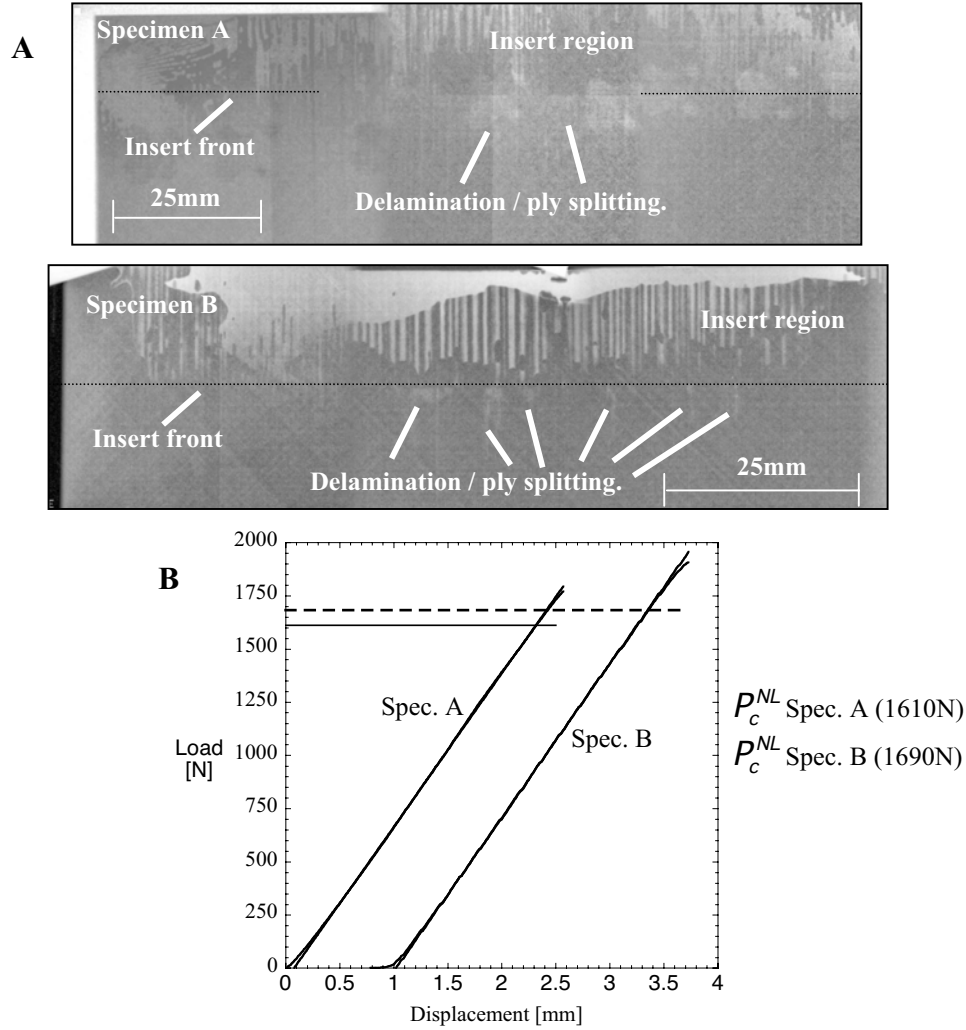 A
Specimen A
Insert region
Insert front
25mm
Delamination / ply splitting.
Specimen B
Insert region
Insert front
Delamination / ply splitting.
25mm
B
2000
1750
1500
1250
1000
750
500
250
0
Load
[N]
Spec. A
Spec. B
P_c^{NL} Spec. A (1610N)
P_c^{NL} Spec. B (1690N)
0 0.5 1 1.5 2 2.5 3 3.5 4
Displacement [mm]